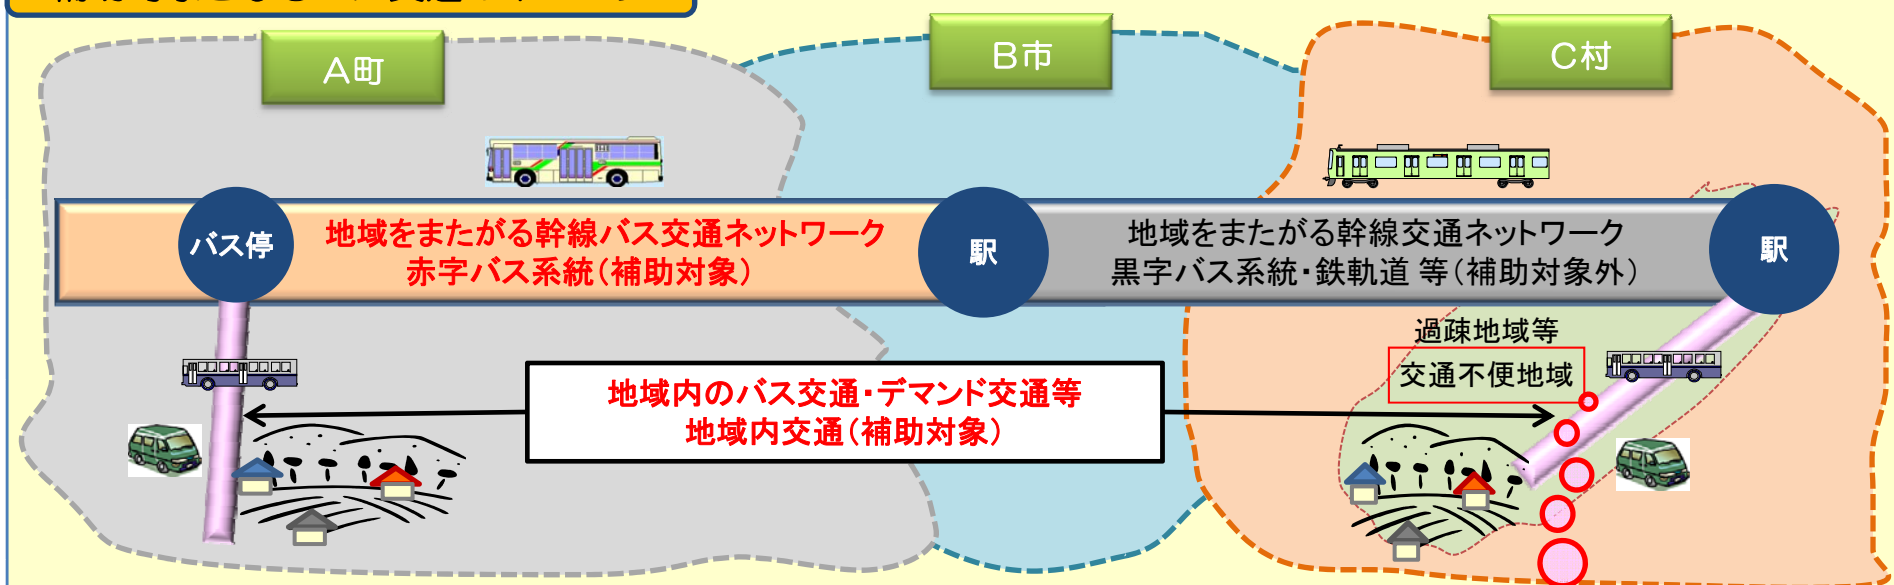 A町
B市
C村
バス停
地域をまたがる幹線バス交通ネットワーク
赤字バス系統(補助対象)
駅
地域をまたがる幹線交通ネットワーク
黒字バス系統・鉄軌道 等(補助対象外)
駅
過疎地域等
交通不便地域
地域内のバス交通・デマンド交通等
地域内交通(補助対象)